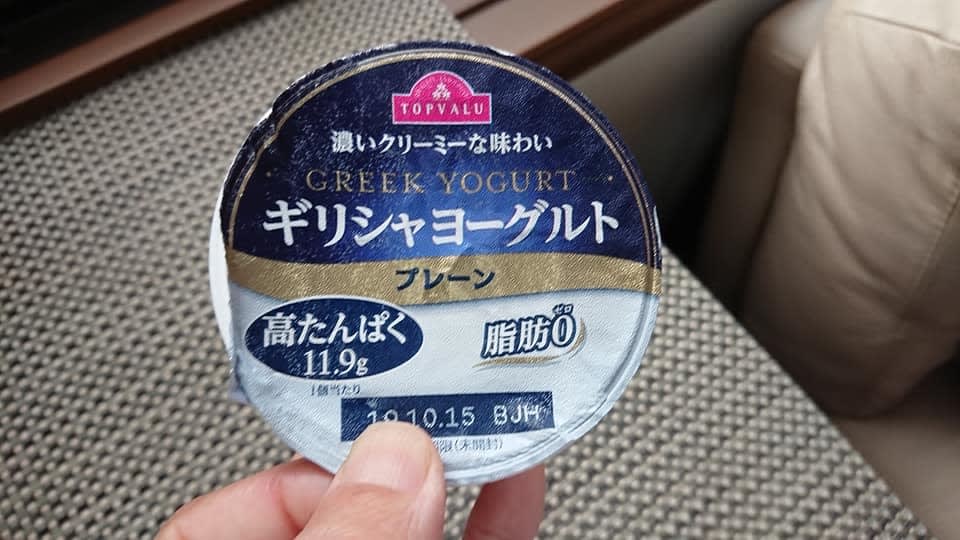 TOPVALU
濃いクリーミーな味わい
GREEK YOGURT
ギリシャヨーグルト
プレーン
高たんぱく
11.9g
1個当たり
ゼロ
脂肪0
19.10.15 BJH
限(未開封)